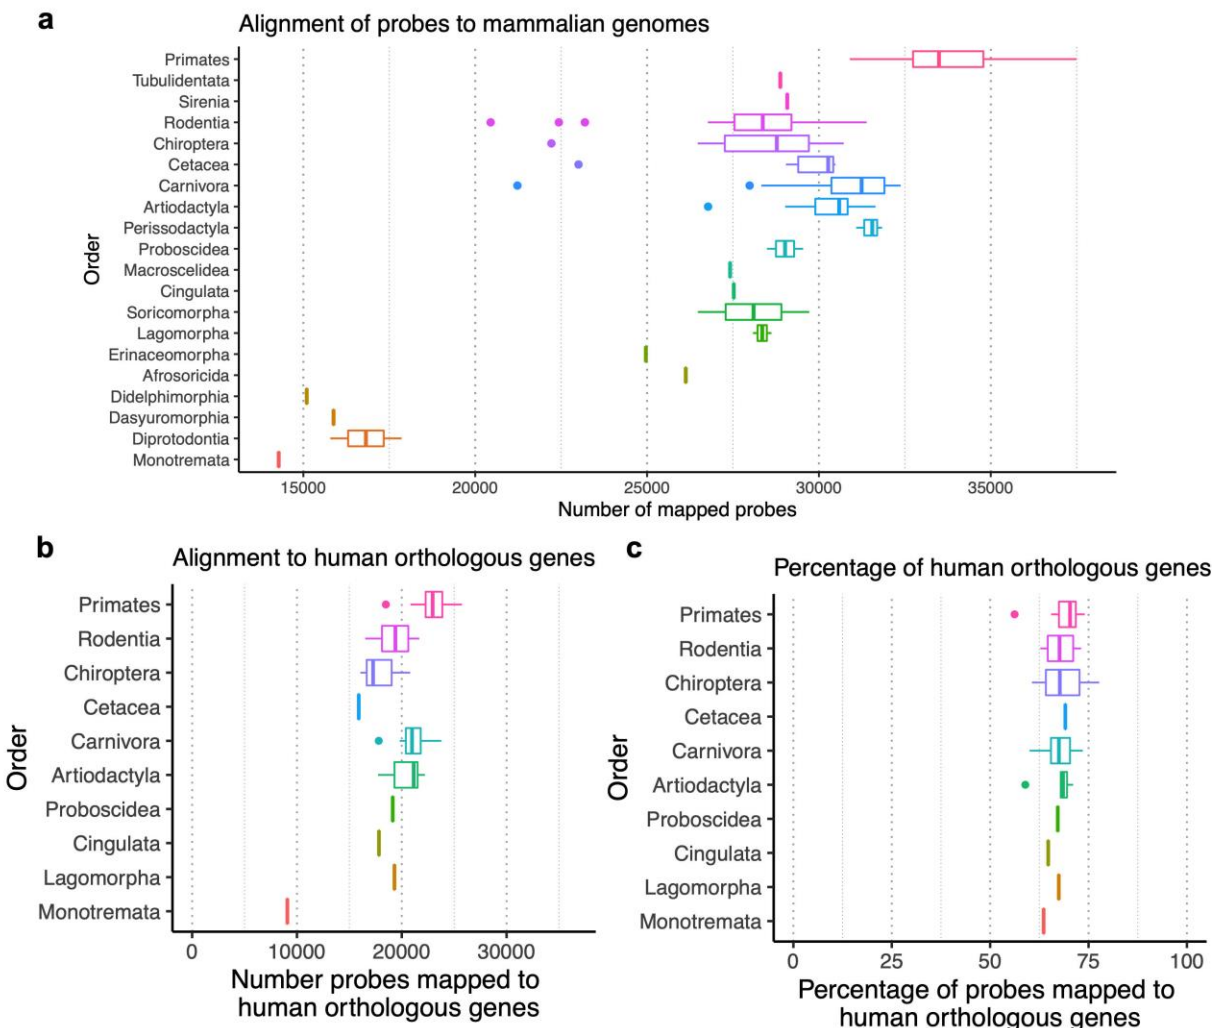 a
Alignment of probes to mammalian genomes
Order
Primates
Tubulidentata
Sirenia
Rodentia
Chiroptera
Cetacea
Carnivora
Artiodactyla
Perissodactyla
Proboscidea
Macroscelidea
Cingulata
Soricomorpha
Lagomorpha
Erinaceomorpha
Afrosoricida
Didelphimorphia
Dasyuromorphia
Diprotodontia
Monotremata
15000 20000 25000 30000 35000
Number of mapped probes
b
Alignment to human orthologous genes
Order
Primates
Rodentia
Chiroptera
Cetacea
Carnivora
Artiodactyla
Proboscidea
Cingulata
Lagomorpha
Monotremata
0 10000 20000 30000
Number probes mapped to
human orthologous genes
c
Percentage of human orthologous genes
Order
Primates
Rodentia
Chiroptera
Cetacea
Carnivora
Artiodactyla
Proboscidea
Cingulata
Lagomorpha
Monotremata
0 25 50 75 100
Percentage of probes mapped to
human orthologous genes